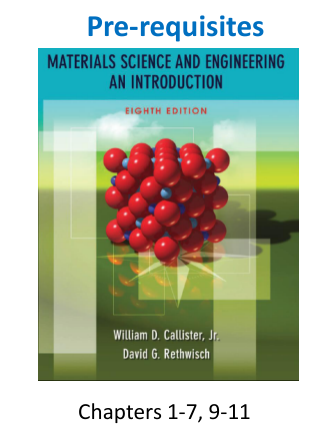 Pre-requisites
MATERIALS SCIENCE AND ENGINEERING
AN INTRODUCTION
EIGHTH EDITION
William D. Callister, Jr.
David G. Rethwisch
Chapters 1-7, 9-11